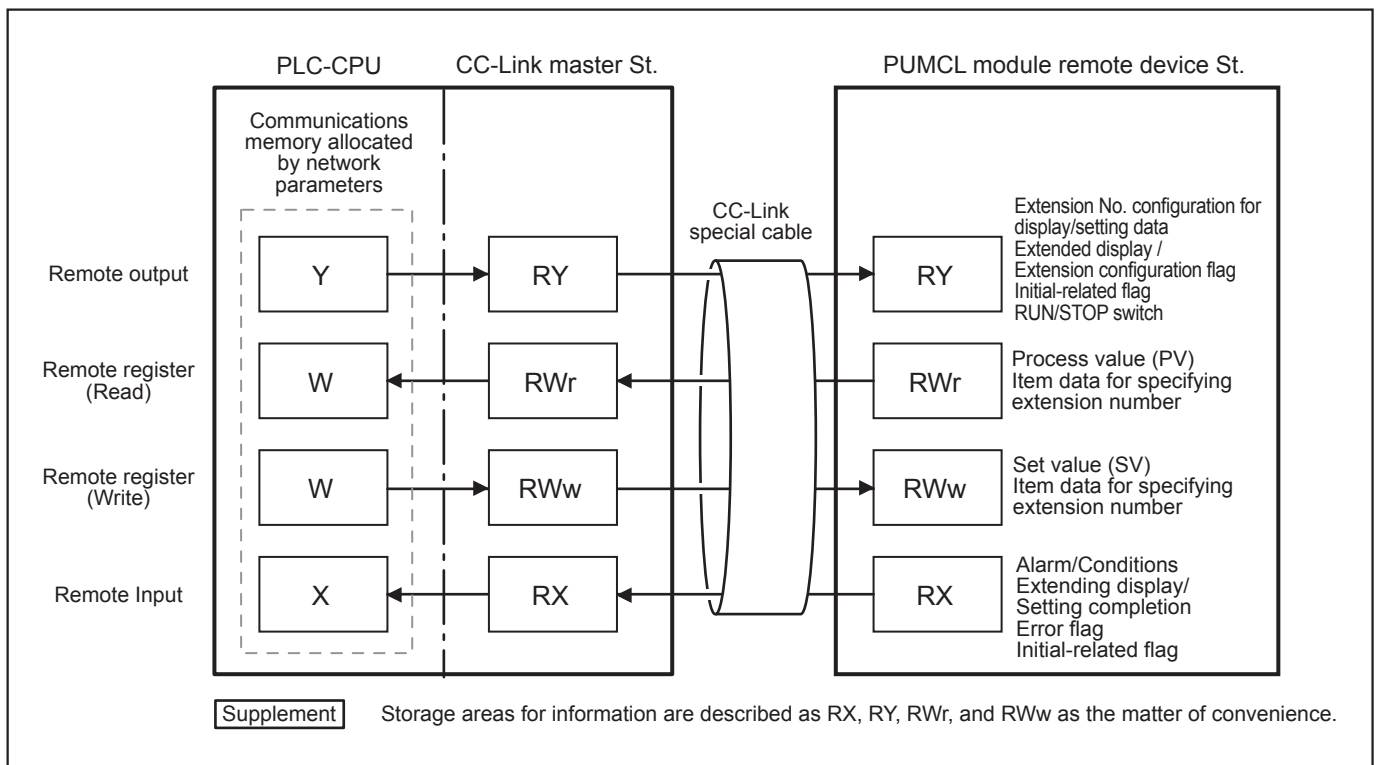 PLC-CPU
CC-Link master St.
PUMCL module remote device St.
Communications
memory allocated
by network
parameters
CC-Link
special cable
Remote output
Y
RY
RY
Extension No. configuration for
display/setting data
Extended display /
Extension configuration flag
Initial-related flag
RUN/STOP switch
Remote register
(Read)
W
RWr
RWr
Process value (PV)
Item data for specifying
extension number
Remote register
(Write)
W
RWw
RWw
Set value (SV)
Item data for specifying
extension number
Remote Input
X
RX
RX
Alarm/Conditions
Extending display/
Setting completion
Error flag
Initial-related flag
Supplement Storage areas for information are described as RX, RY, RWr, and RWw as the matter of convenience.